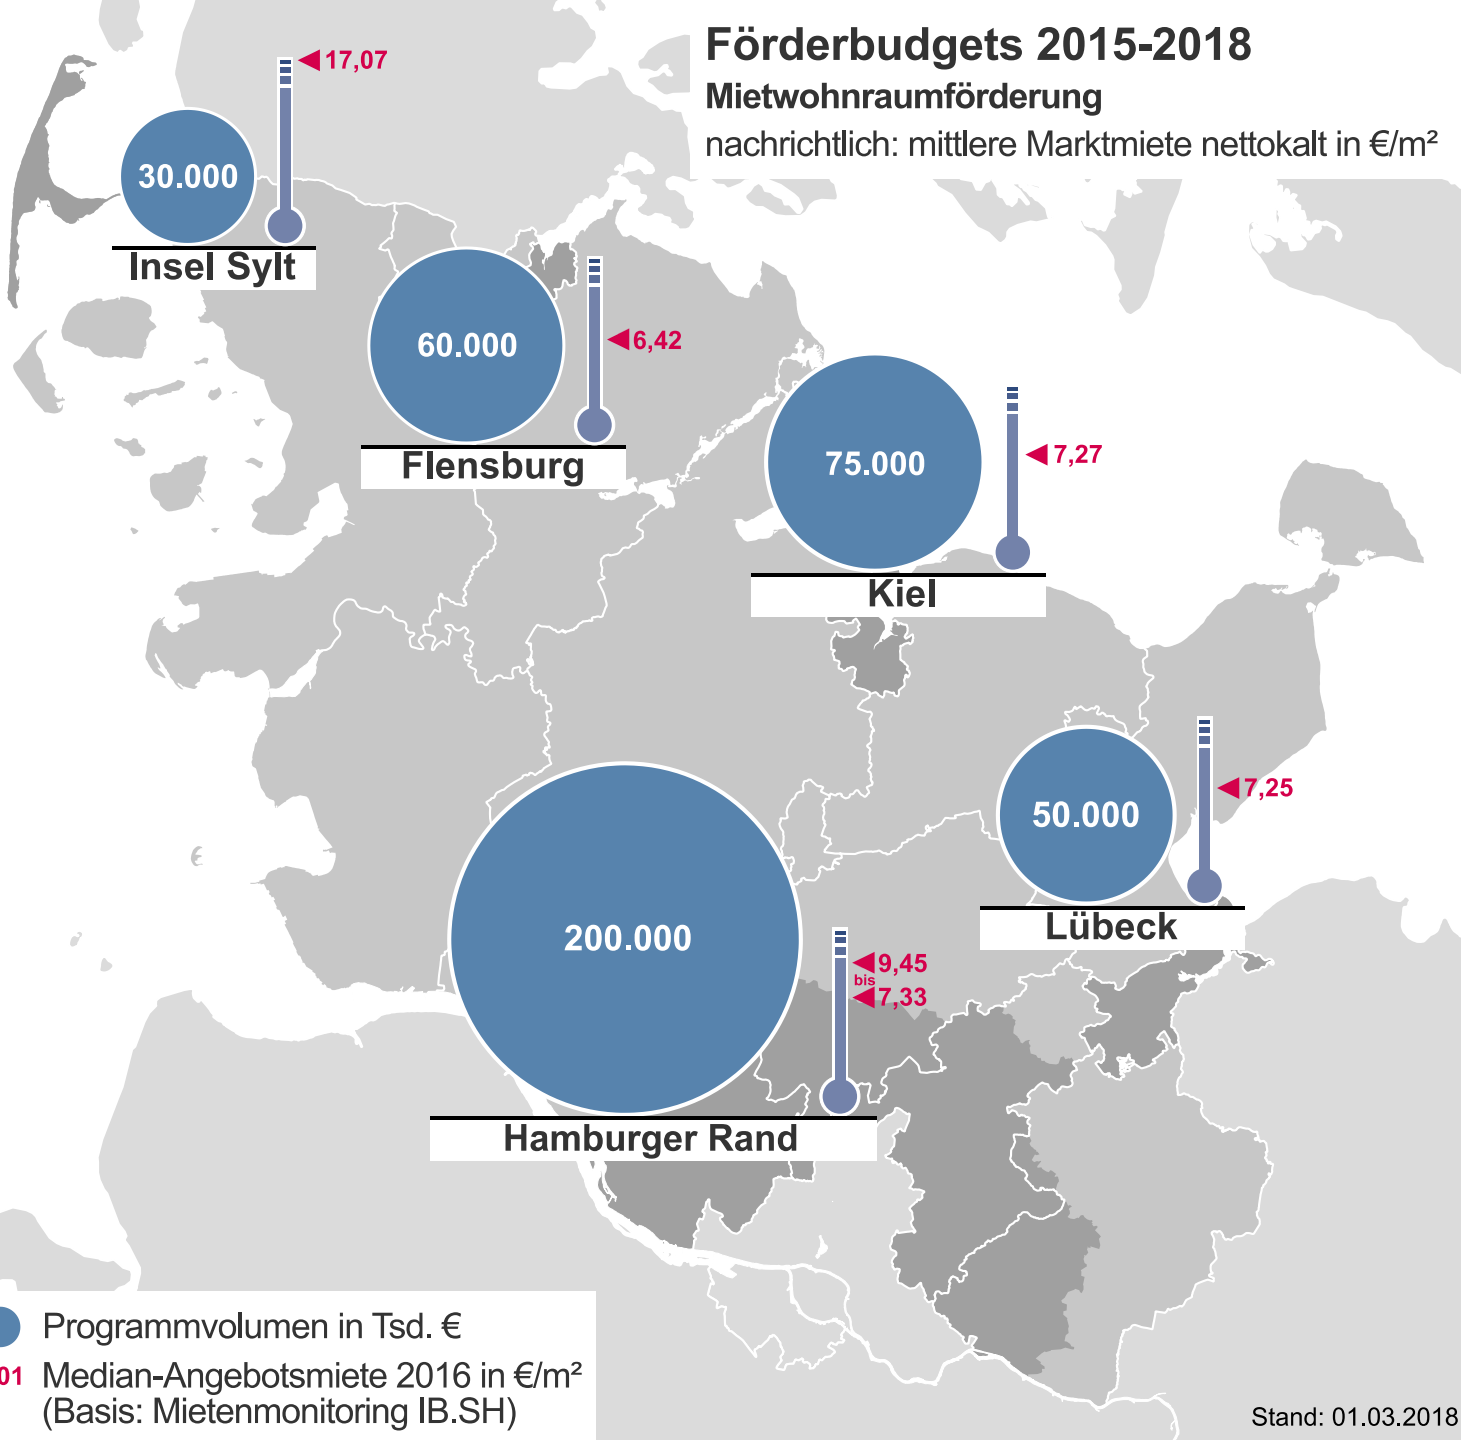 Förderbudgets 2015-2018
Mietwohnraumförderung
nachrichtlich: mittlere Marktmiete nettokalt in €/m²
17,07
30.000
Insel Sylt
6,42
60.000
Flensburg
7,27
75.000
Kiel
7,25
50.000
Lübeck
9,45
bis
7,33
200.000
Hamburger Rand
Programmvolumen in Tsd. €
01 Median-Angebotsmiete 2016 in €/m²
(Basis: Mietenmonitoring IB.SH)
Stand: 01.03.2018